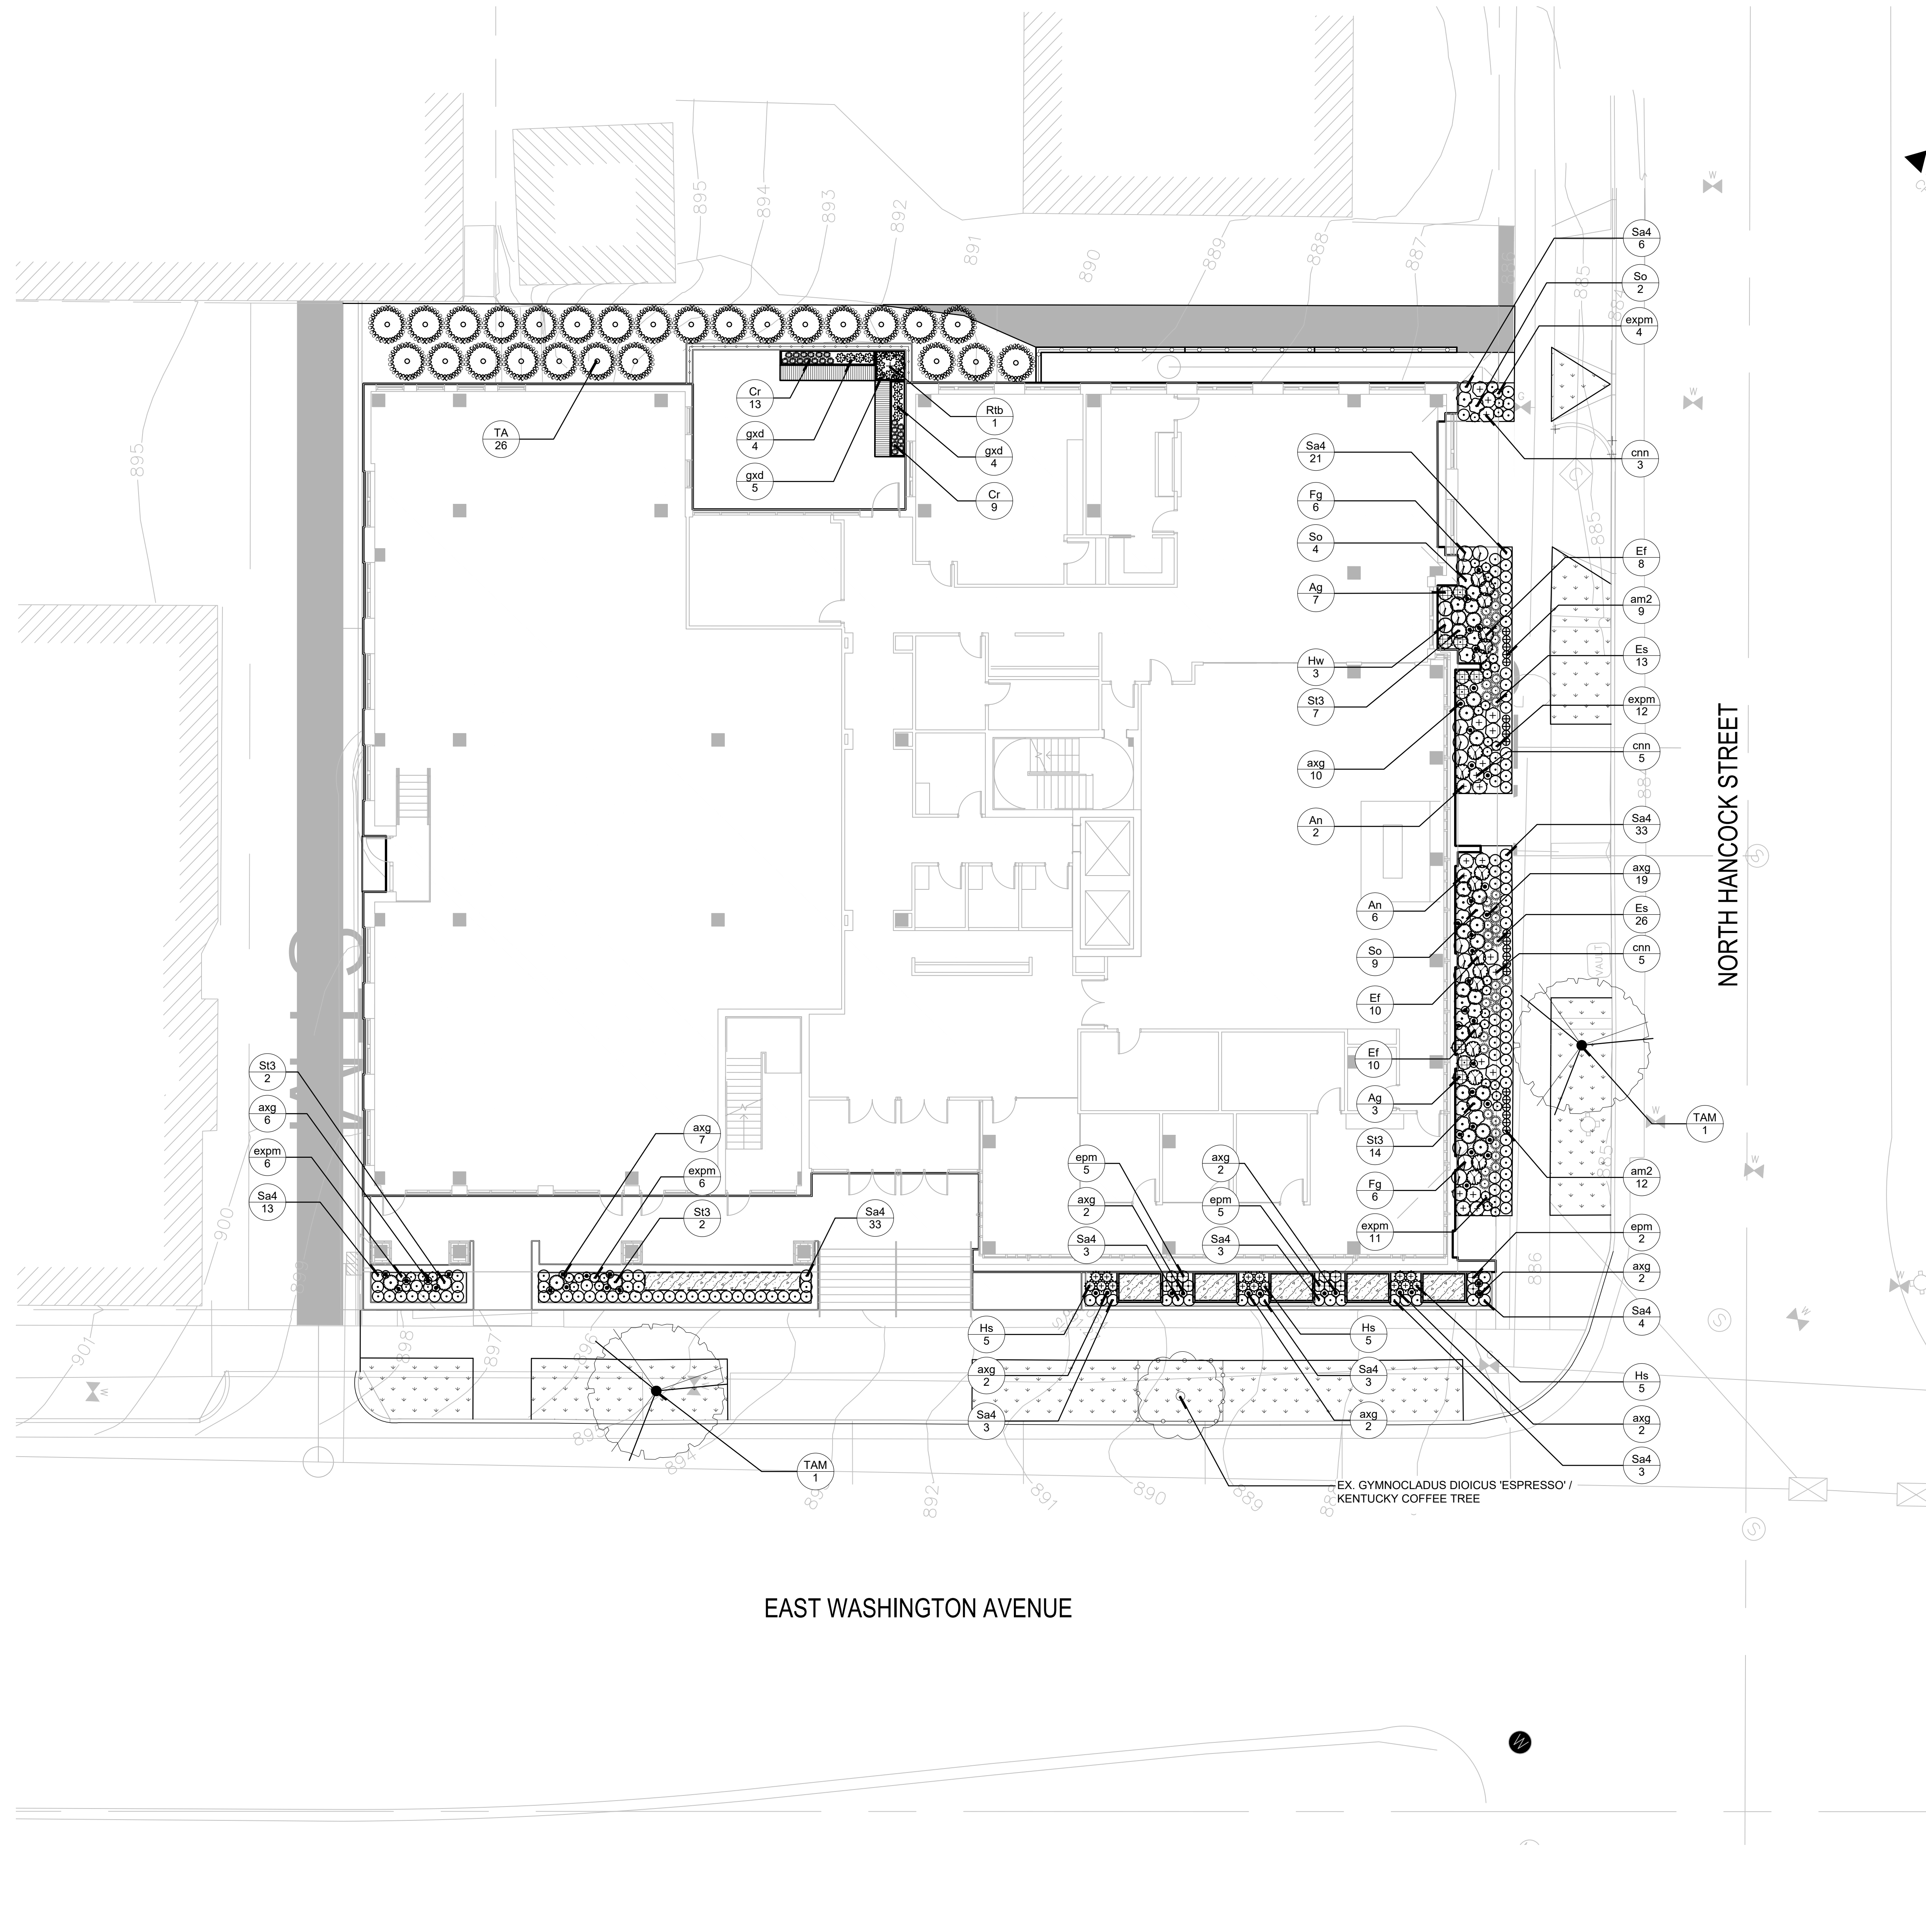 895
894
893
892
891
890
889
888
887
885
884
895
885
W
W
G
Sa4
6
So
2
expm
4
cnn
3
TA
26
Cr
13
gxd
4
gxd
5
Rtb
1
gxd
4
Cr
9
Sa4
21
Fg
6
So
4
Ag
7
Hw
3
St3
7
axg
10
An
2
Ef
8
am2
9
Es
13
expm
12
cnn
5
Sa4
33
axg
19
Es
26
cnn
5
An
6
So
9
Ef
10
Ef
10
Ag
3
St3
14
Fg
6
expm
11
VAULT
NORTH HANCOCK STREET
TAM
1
am2
12
epm
2
axg
2
Sa4
4
Hs
5
axg
2
Sa4
3
St3
2
axg
6
expm
6
Sa4
13
axg
7
expm
6
St3
2
Sa4
33
epm
5
axg
2
Sa4
3
axg
2
epm
5
Sa4
3
Hs
5
axg
2
Sa4
3
Hs
5
Sa4
3
axg
2
TAM
1
W
W
W
W
W
S
S
S
901
900
898
897
896
895
894
892
891
890
889
886
885
EX. GYMNOCLADUS DIOICUS 'ESPRESSO' /
KENTUCKY COFFEE TREE
EAST WASHINGTON AVENUE
W